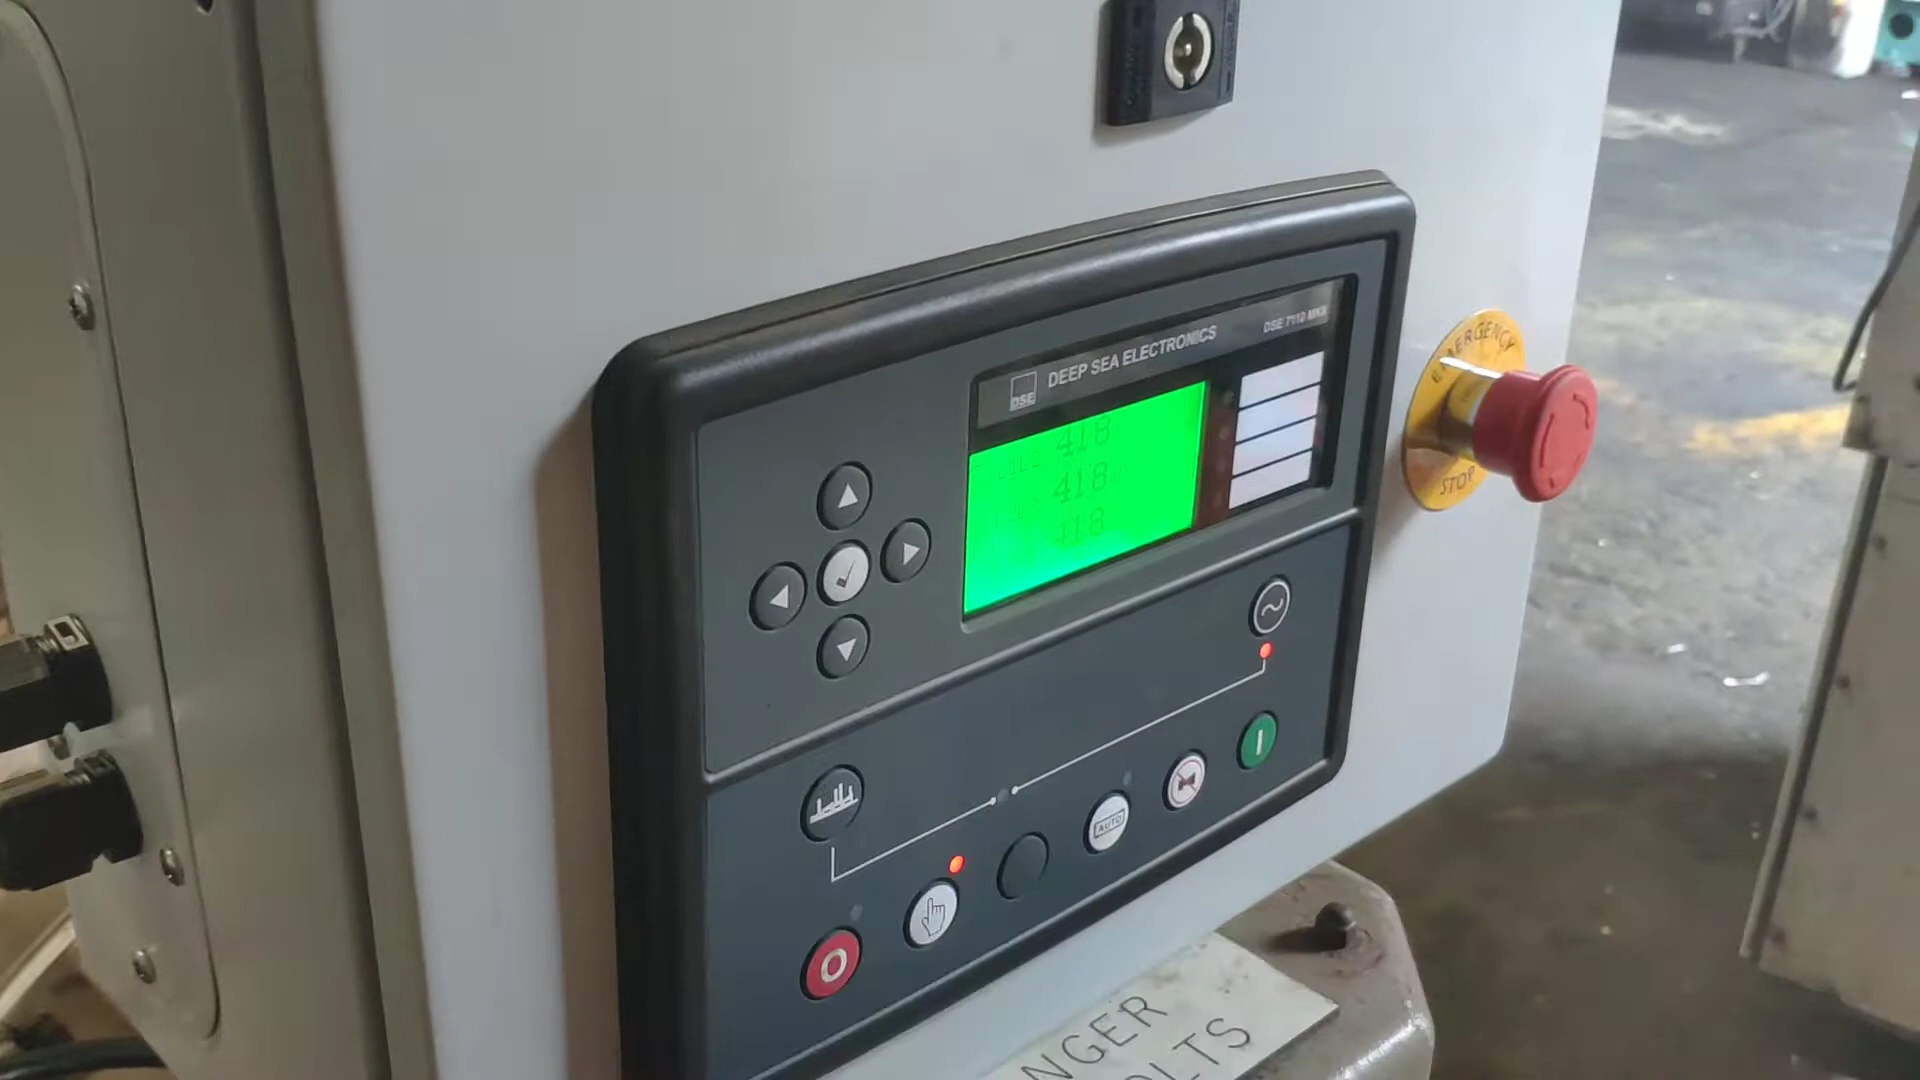 DEEP SEA ELECTRONICS
DSE 7110 MKII
DSE
418
418
418
EMERGENCY
STOP
AUTO
NGER
OLTS